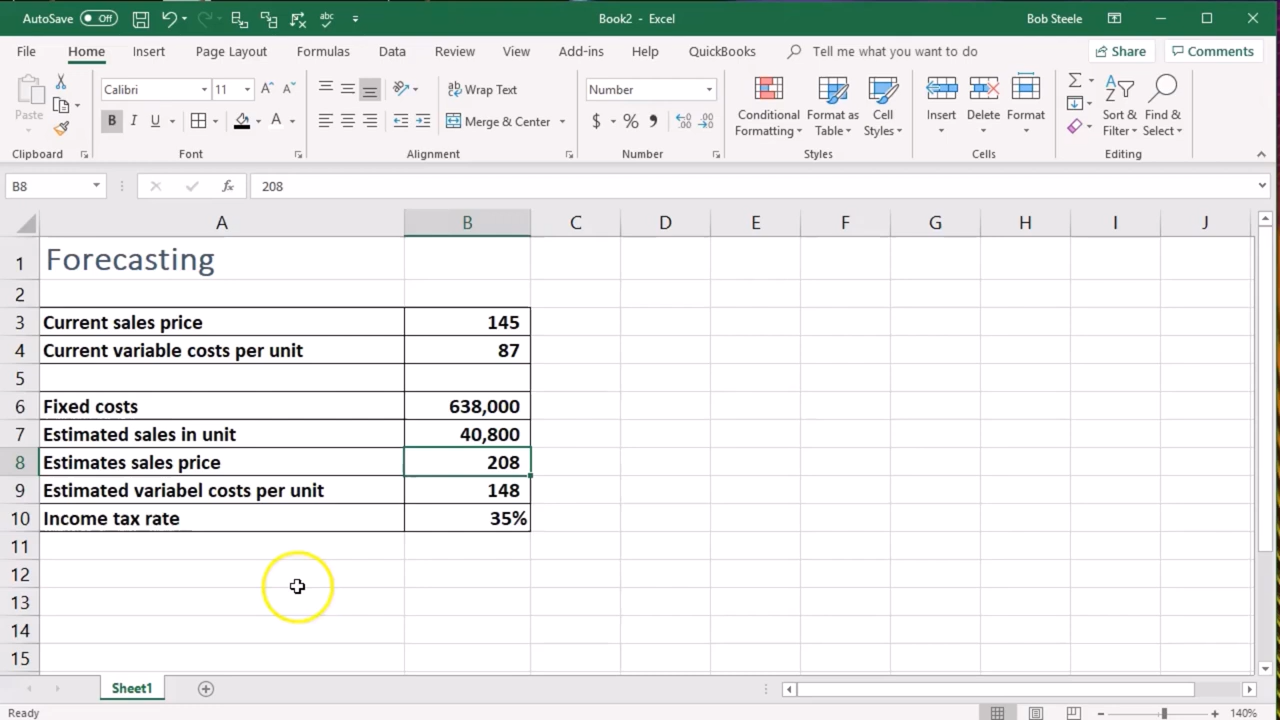 AutoSave Off abc Book2 - Excel Bob Steele
File Home Insert Page Layout Formulas Data Review View Add-ins Help QuickBooks Tell me what you want to do Share Comments
Calibri 11 Wrap Text Number
Paste B I U A Merge & Center $ % Conditional Formatting Format as Table Cell Styles Insert Delete Format Sort & Filter Find & Select
Clipboard Font Alignment Number Styles Cells Editing
B8 fx 208
A B C D E F G H I J
1 Forecasting
2
3 Current sales price 145
4 Current variable costs per unit 87
5
6 Fixed costs 638,000
7 Estimated sales in unit 40,800
8 Estimates sales price 208
9 Estimated variabel costs per unit 148
10 Income tax rate 35%
11
12
13
14
15
Sheet1
Ready 140%